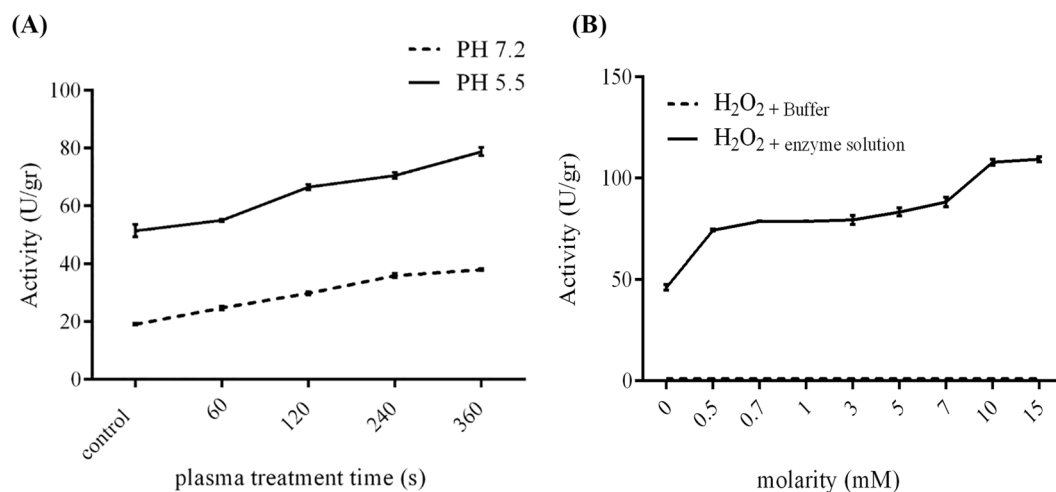 (A)
PH 7.2
PH 5.5
100
80
60
40
20
0
Activity (U/gr)
control
60
120
240
360
plasma treatment time (s)
(B)
H₂O₂ + Buffer
H₂O₂ + enzyme solution
150
100
50
0
Activity (U/gr)
0
0.5
0.7
1
3
5
7
10
15
molarity (mM)